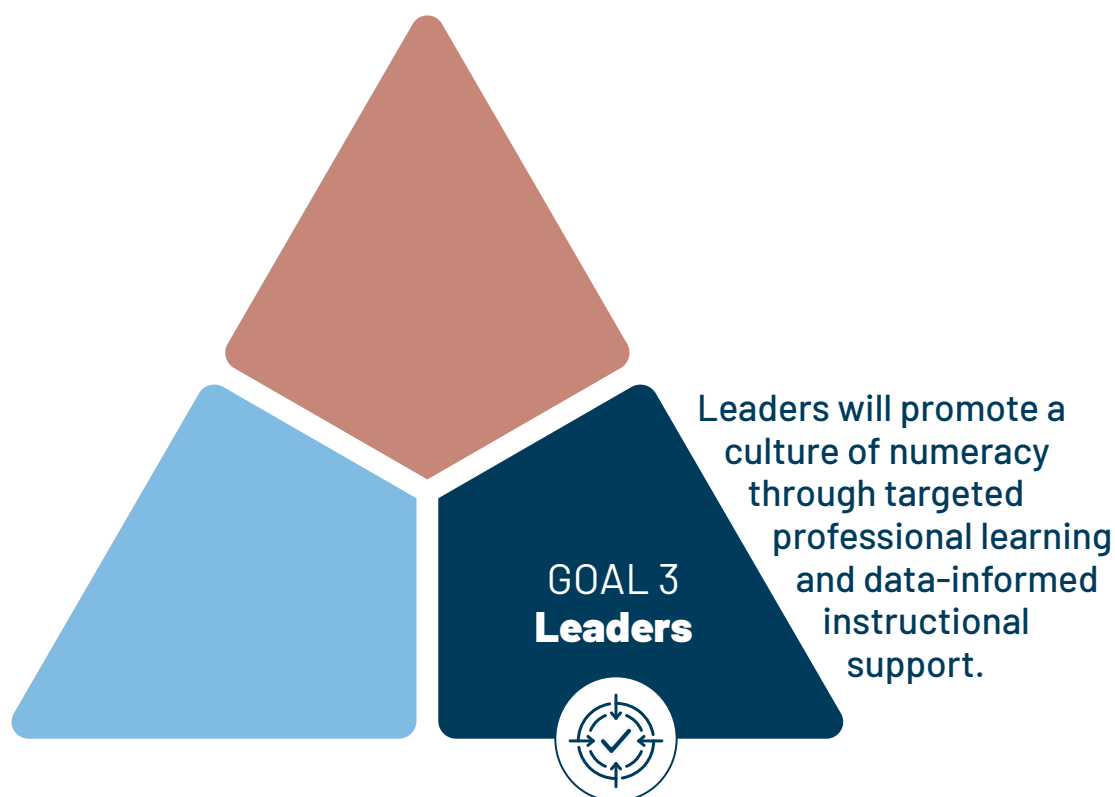 GOAL 3
Leaders
Leaders will promote a
culture of numeracy
through targeted
professional learning
and data-informed
instructional
support.